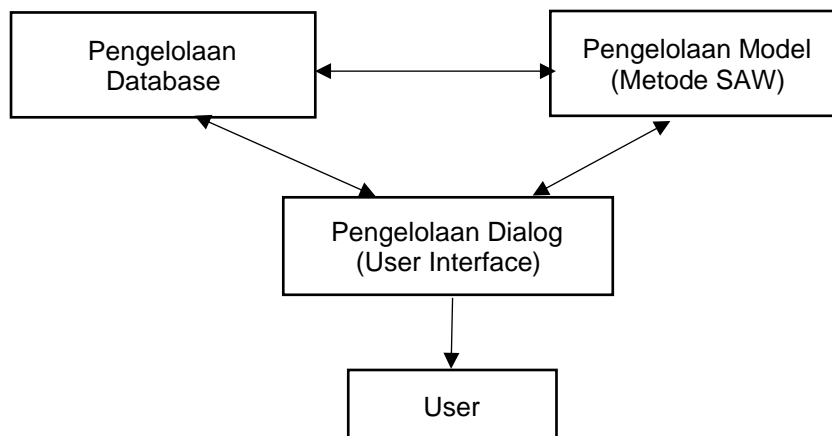 Pengelolaan
Database
Pengelolaan Model
(Metode SAW)
Pengelolaan Dialog
(User Interface)
User